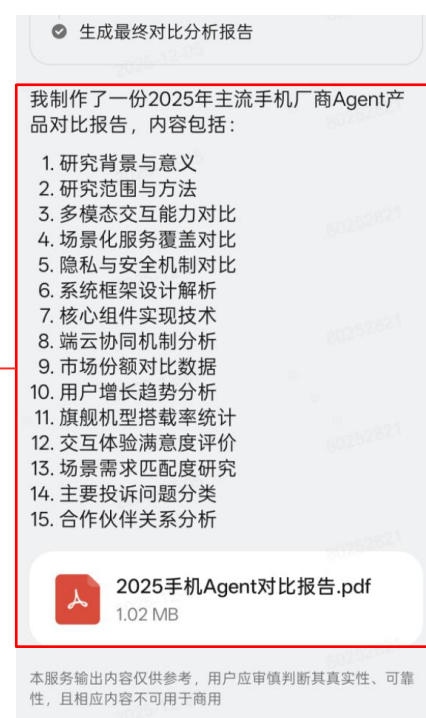 生成最终对比分析报告
我制作了一份2025年主流手机厂商Agent产
品对比报告，内容包括：
1. 研究背景与意义
2. 研究范围与方法
3. 多模态交互能力对比
4. 场景化服务覆盖对比
5. 隐私与安全机制对比
6. 系统框架设计解析
7. 核心组件实现技术
8. 端云协同机制分析
9. 市场份额对比数据
10. 用户增长趋势分析
11. 旗舰机型搭载率统计
12. 交互体验满意度评价
13. 场景需求匹配度研究
14. 主要投诉问题分类
15. 合作伙伴关系分析
2025手机Agent对比报告.pdf
1.02 MB
本服务输出内容仅供参考，用户应审慎判断其真实性、可靠
性，且相应内容不可用于商用